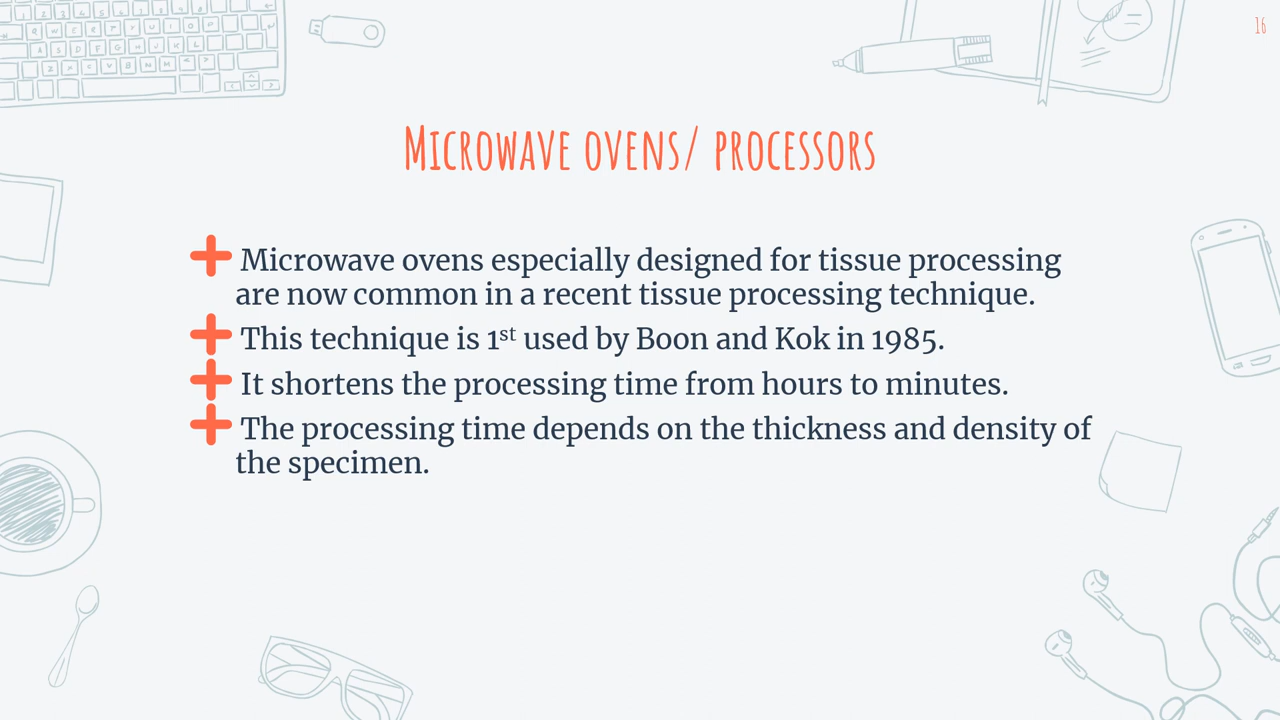 16
Microwave ovens/ processors
Microwave ovens especially designed for tissue processing
are now common in a recent tissue processing technique.
This technique is 1st used by Boon and Kok in 1985.
It shortens the processing time from hours to minutes.
The processing time depends on the thickness and density of
the specimen.